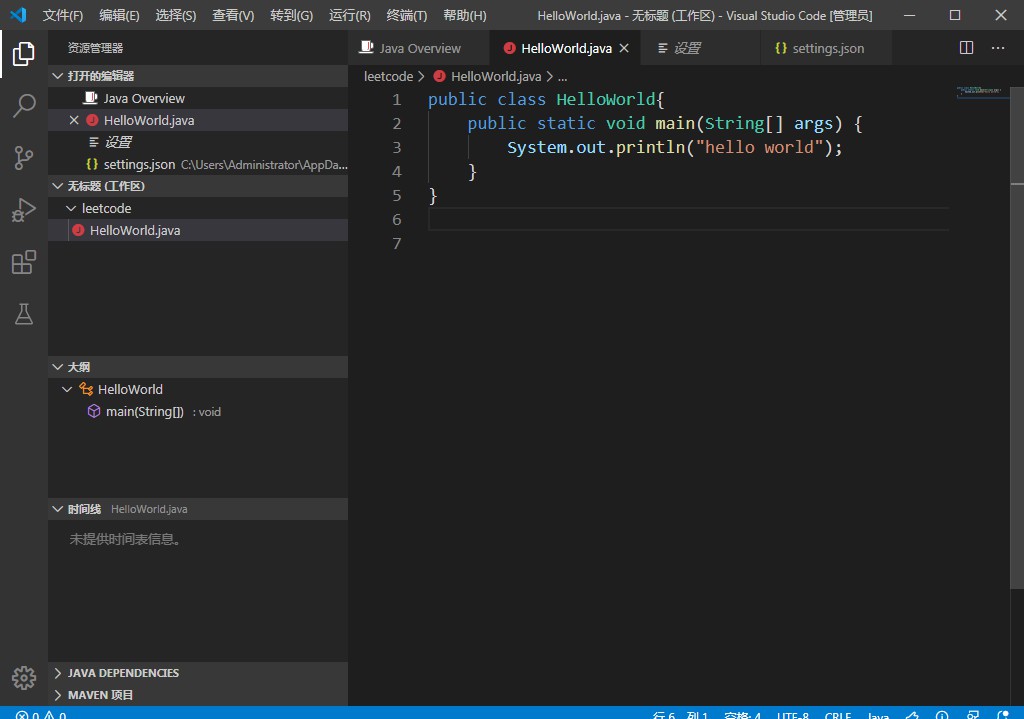 文件(F) 编辑(E) 选择(S) 查看(V) 转到(G) 运行(R) 终端(T) 帮助(H) HelloWorld.java - 无标题 (工作区) - Visual Studio Code [管理员]
资源管理器
打开的编辑器
Java Overview
HelloWorld.java
设置
settings.json C:\Users\Administrator\AppDa...
无标题 (工作区)
leetcode
HelloWorld.java
大纲
HelloWorld
main(String[]) : void
时间线 HelloWorld.java
未提供时间表信息。
JAVA DEPENDENCIES
MAVEN 项目
Java Overview HelloWorld.java 设置 {} settings.json
leetcode > HelloWorld.java > ...
1 public class HelloWorld{
2 public static void main(String[] args) {
3 System.out.println("hello world");
4 }
5 }
6
7
0 0 行 6, 列 1 空格: 4 UTF-8 CRLF Java